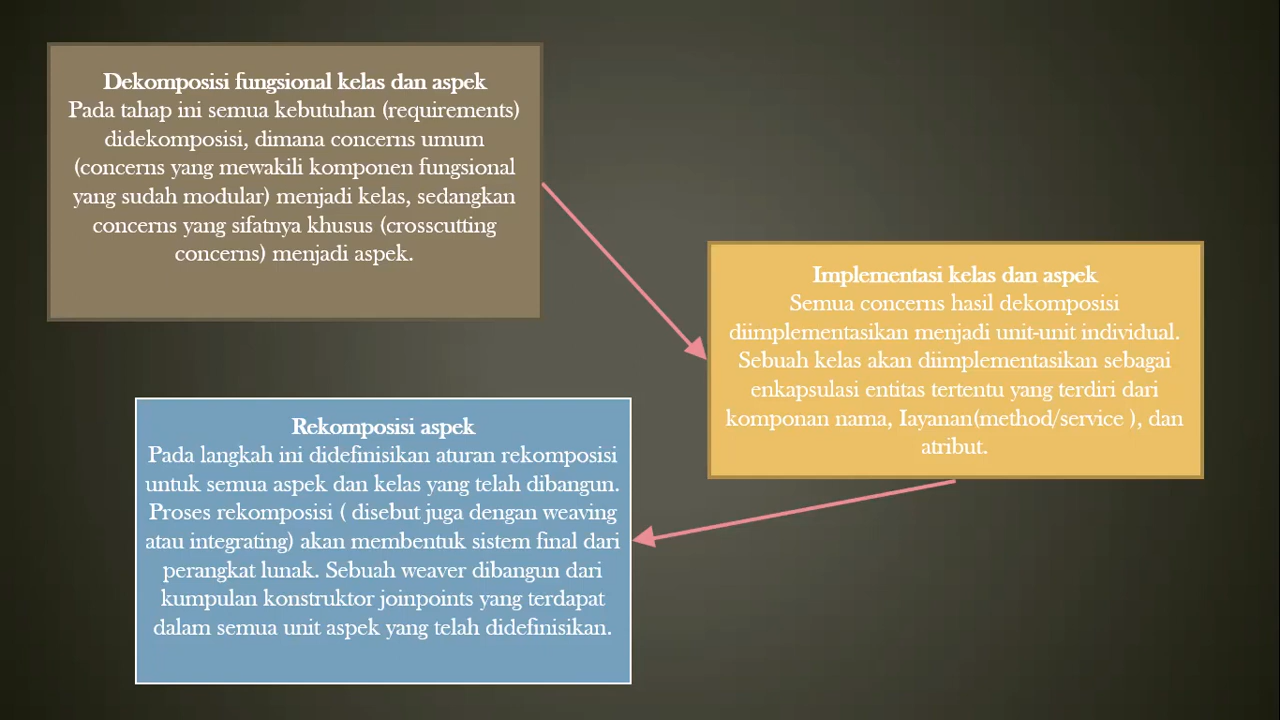 Dekomposisi fungsional kelas dan aspek
Pada tahap ini semua kebutuhan (requirements)
didekomposisi, dimana concerns umum
(concerns yang mewakili komponen fungsional
yang sudah modular) menjadi kelas, sedangkan
concerns yang sifatnya khusus (crosscutting
concerns) menjadi aspek.
Implementasi kelas dan aspek
Semua concerns hasil dekomposisi
diimplementasikan menjadi unit-unit individual.
Sebuah kelas akan diimplementasikan sebagai
enkapsulasi entitas tertentu yang terdiri dari
komponan nama, Iayanan(method/service ), dan
atribut.
Rekomposisi aspek
Pada langkah ini didefinisikan aturan rekomposisi
untuk semua aspek dan kelas yang telah dibangun.
Proses rekomposisi ( disebut juga dengan weaving
atau integrating) akan membentuk sistem final dari
perangkat lunak. Sebuah weaver dibangun dari
kumpulan konstruktor joinpoints yang terdapat
dalam semua unit aspek yang telah didefinisikan.